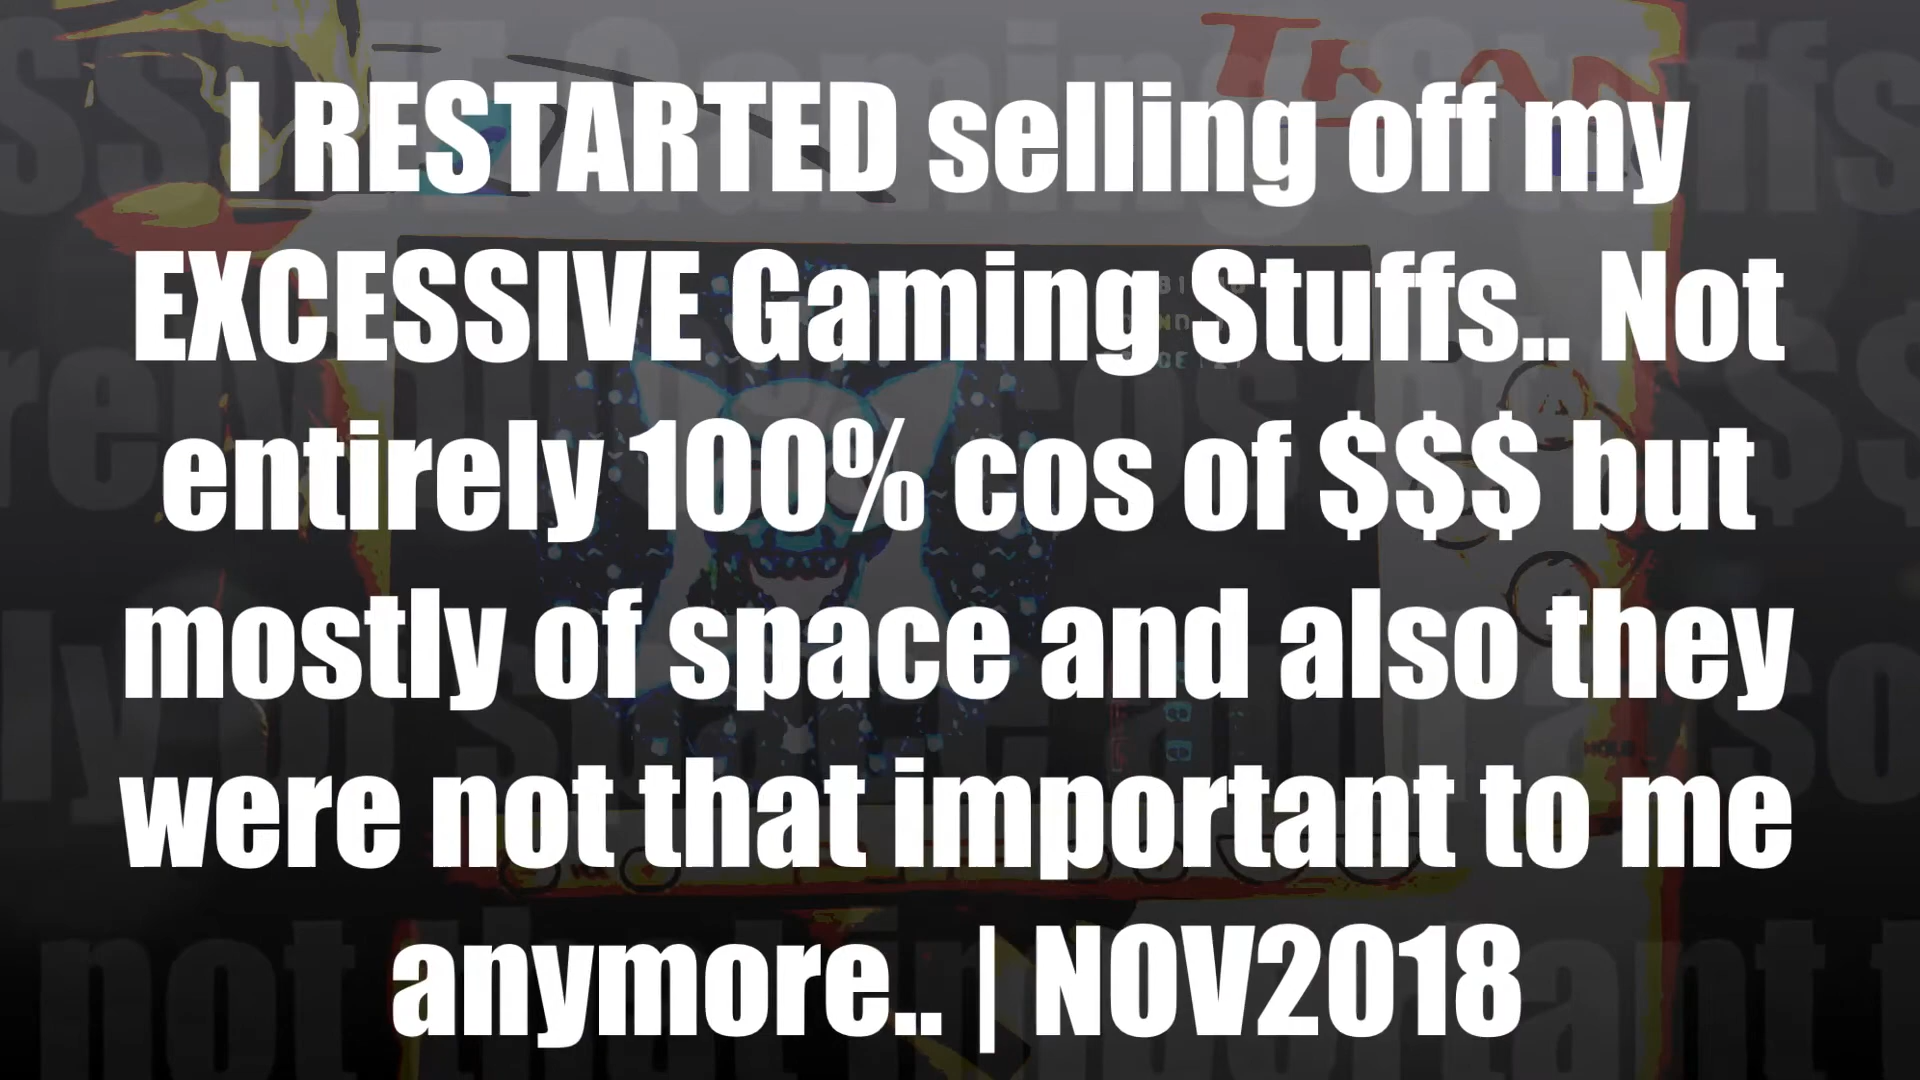 I RESTARTED selling off my
EXCESSIVE Gaming Stuffs.. Not
entirely 100% cos of $$$ but
mostly of space and also they
were not that important to me
anymore.. | NOV2018